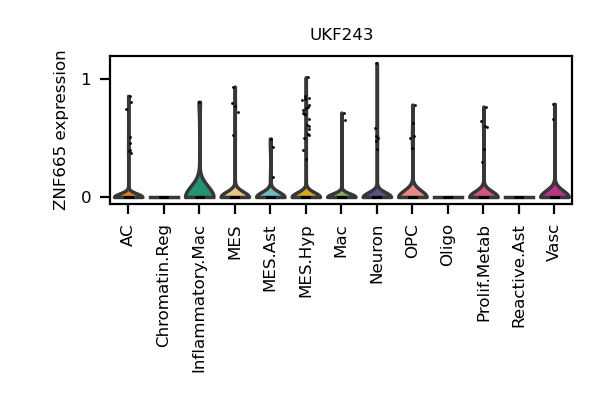 UKF243
ZNF665 expression
1
0
AC
Chromatin.Reg
Inflammatory.Mac
MES
MES.Ast
MES.Hyp
Mac
Neuron
OPC
Oligo
Prolif.Metab
Reactive.Ast
Vasc